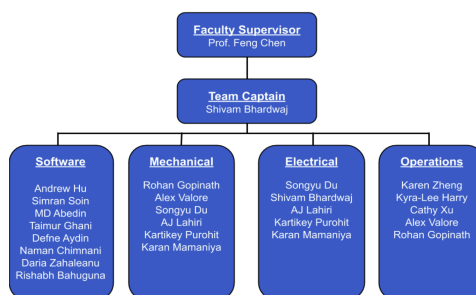 Faculty Supervisor
Prof. Feng Chen
Team Captain
Shivam Bhardwaj
Software
Andrew Hu
Simran Soin
MD Abedin
Taimur Ghani
Defne Aydin
Naman Chimnani
Daria Zahaleanu
Rishabh Bahuguna
Mechanical
Rohan Gopinath
Alex Valore
Songyu Du
AJ Lahiri
Kartikey Purohit
Karan Mamaniya
Electrical
Songyu Du
Shivam Bhardwaj
AJ Lahiri
Kartikey Purohit
Karan Mamaniya
Operations
Karen Zheng
Kyra-Lee Harry
Cathy Xu
Alex Valore
Rohan Gopinath